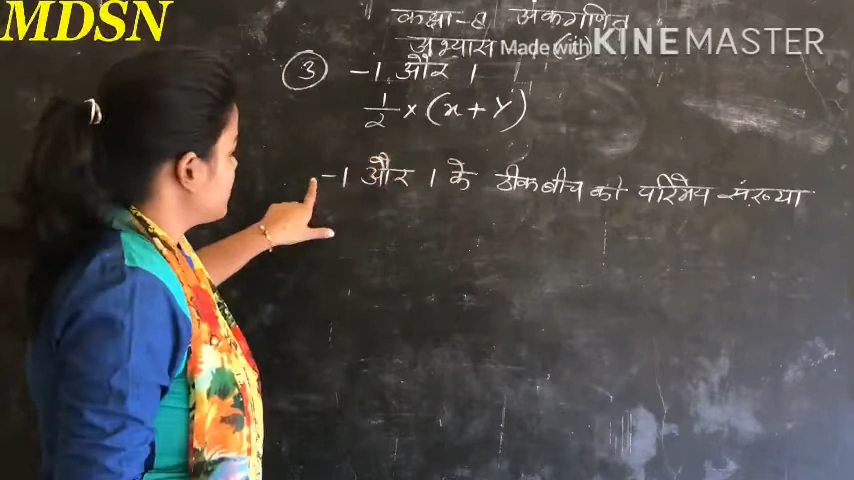 MDSN
कक्षा-8 अंकगणित
अभ्यास
Made with KINEMASTER
③ -1 और 1
1/2 × (x + y)
-1 और 1 के ठीक बीच की परिमेय संख्या